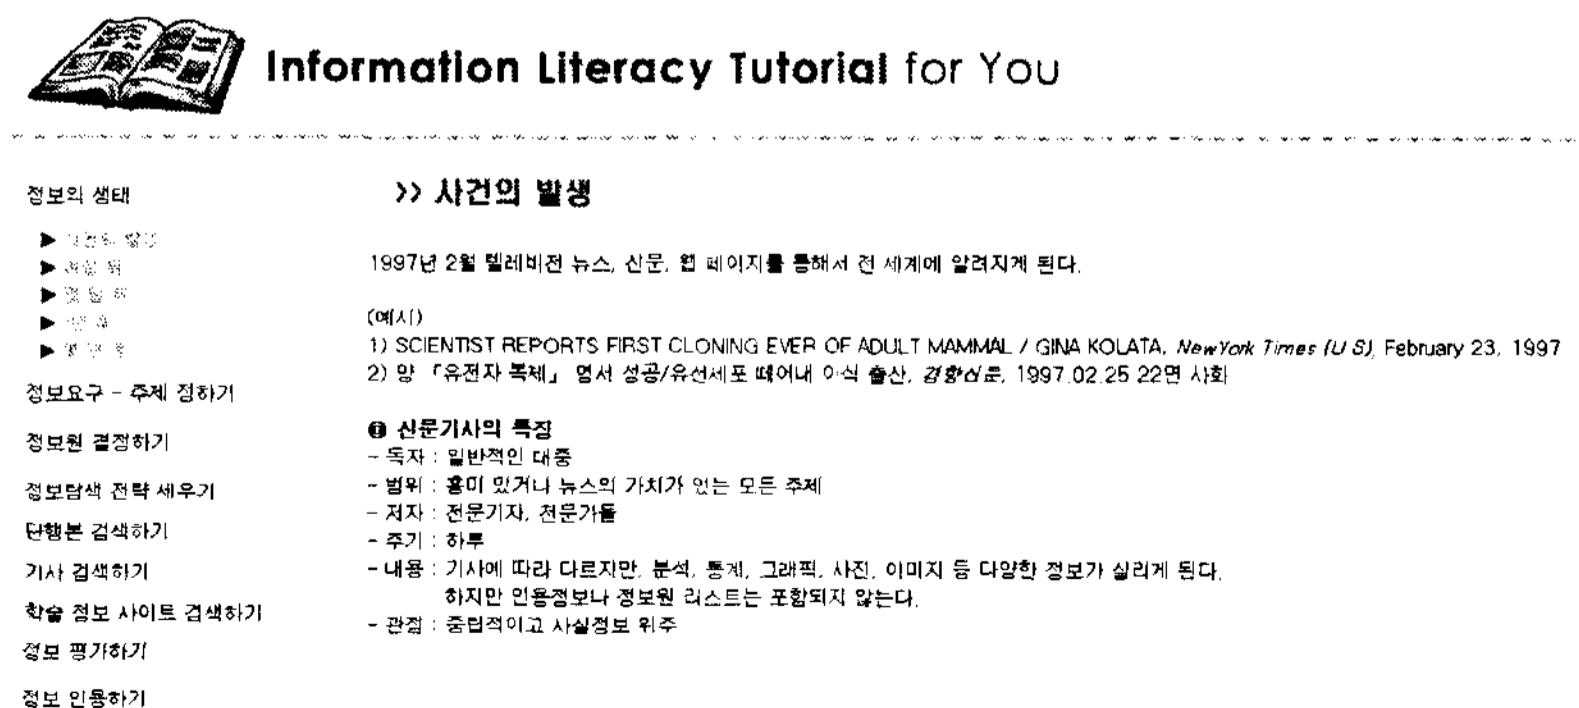 Information Literacy Tutorial for You
정보의 생태
정보요구 - 주제 정하기
정보원 결정하기
정보탐색 전략 세우기
단행본 검색하기
기사 검색하기
학술 정보 사이트 검색하기
정보 평가하기
정보 인용하기
>> 사건의 발생
1997년 2월 텔레비전 뉴스, 신문, 웹 페이지를 통해서 전 세계에 알려지게 된다.
(예시)
1) SCIENTIST REPORTS FIRST CLONING EVER OF ADULT MAMMAL / GINA KOLATA, NewYork Times (U S), February 23, 1997
2) 양 「유전자 복제」 영서 성공/유선세포 떼어내 이식 출산, 경향신문, 1997.02.25 22면 사회
신문기사의 특징
- 독자 : 일반적인 대중
- 범위 : 흥미 있거나 뉴스의 가치가 있는 모든 주제
- 저자 : 전문기자, 전문가들
- 주기 : 하루
- 내용 : 기사에 따라 다르지만, 분석, 통계, 그래픽, 사진, 이미지 등 다양한 정보가 실리게 된다.
하지만 인용정보나 정보원 리스트는 포함되지 않는다.
- 관점 : 중립적이고 사실정보 위주